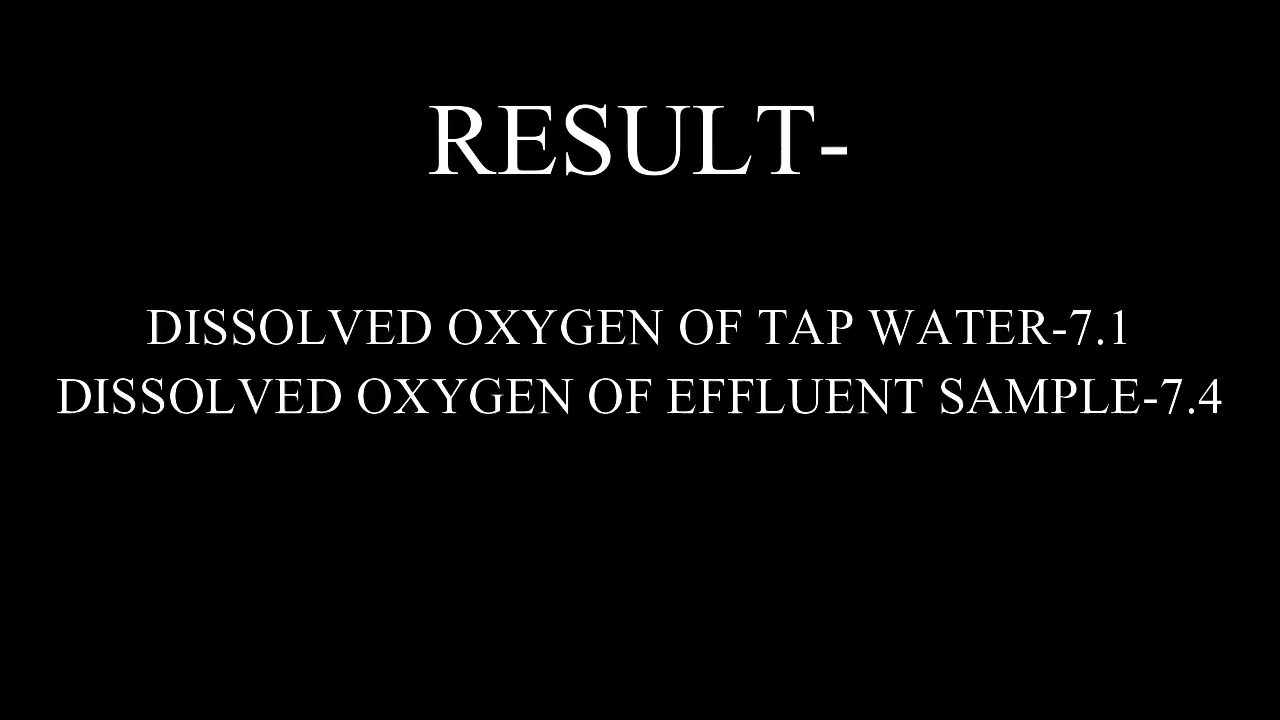 RESULT-
DISSOLVED OXYGEN OF TAP WATER-7.1
DISSOLVED OXYGEN OF EFFLUENT SAMPLE-7.4